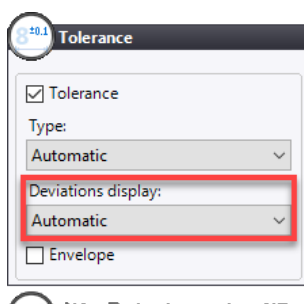 8±0.1 Tolerance
Tolerance
Type:
Automatic
Deviations display:
Automatic
Envelope